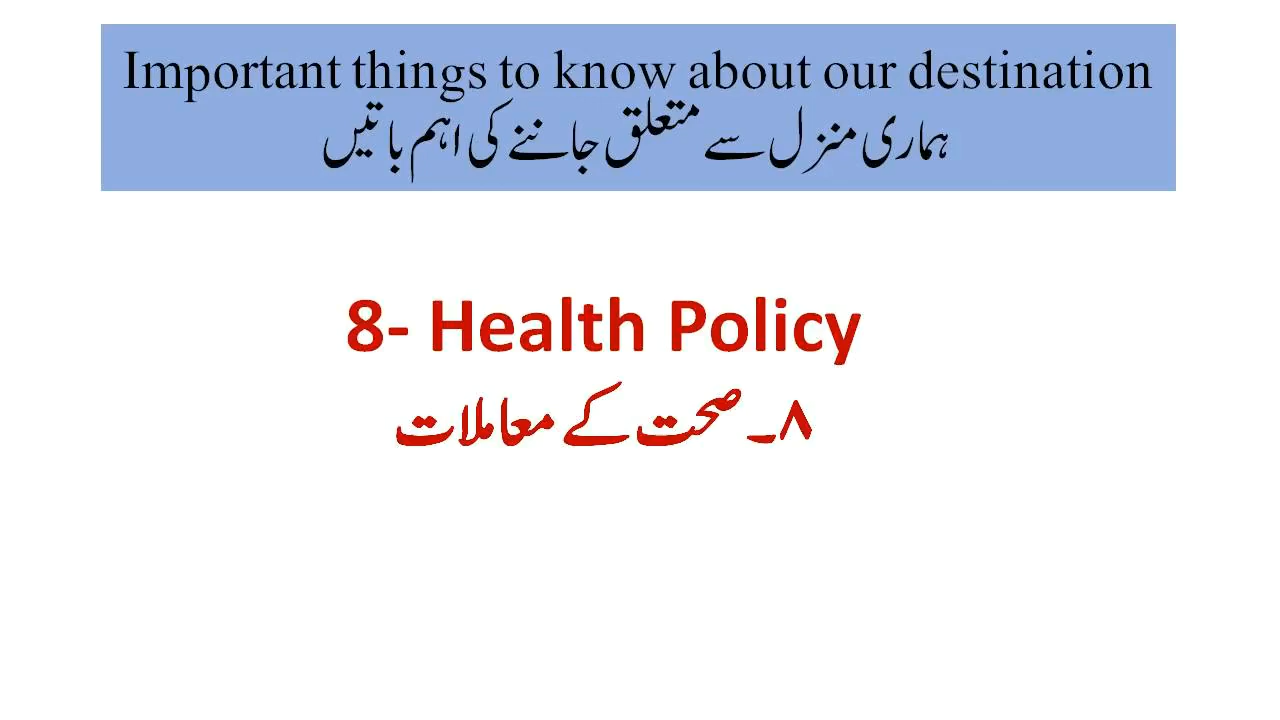 Important things to know about our destination
ہماری منزل سے متعلق جاننے کی اہم باتیں
8- Health Policy
۸۔ صحت کے معاملات